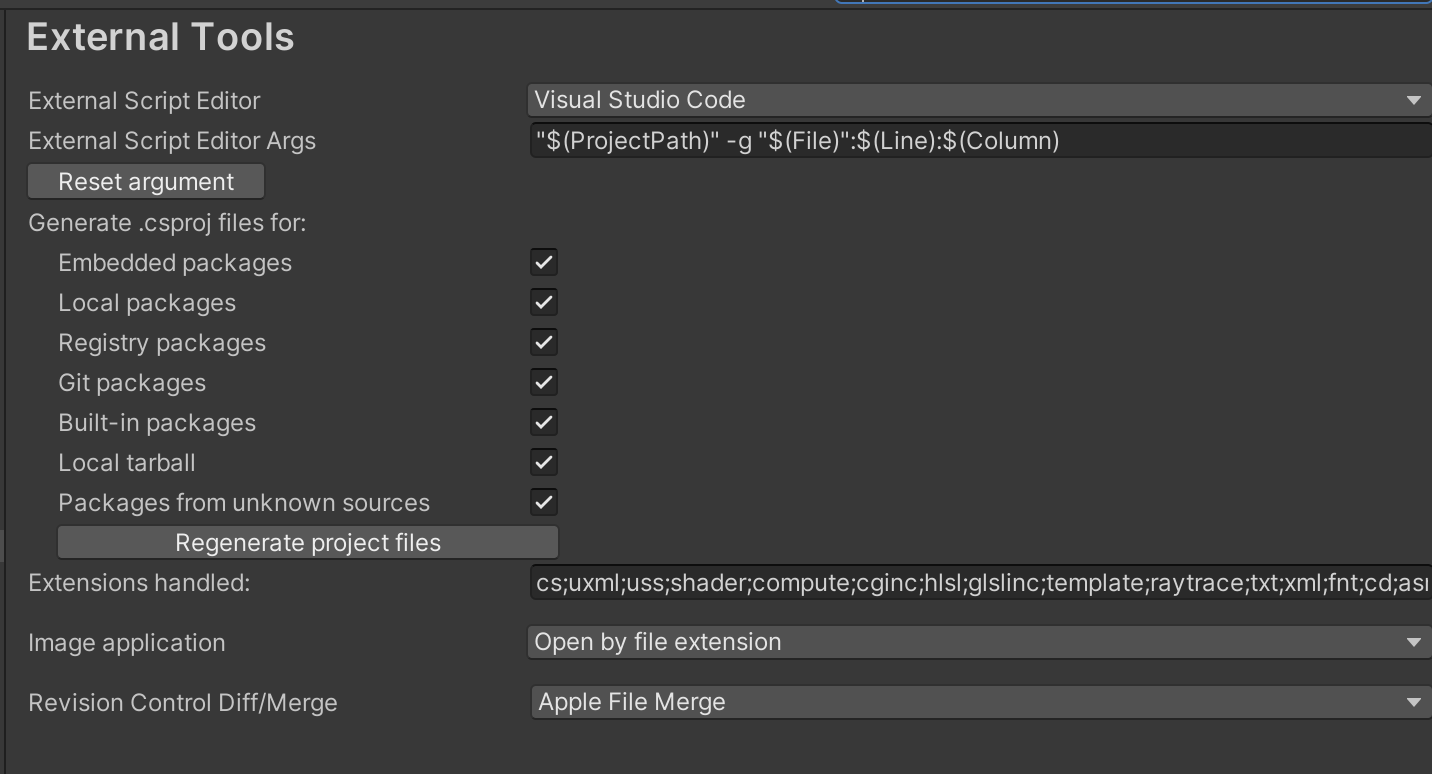 External Tools
External Script Editor Visual Studio Code
External Script Editor Args "$(ProjectPath)" -g "$(File)":$(Line):$(Column)
Reset argument
Generate .csproj files for:
Embedded packages
Local packages
Registry packages
Git packages
Built-in packages
Local tarball
Packages from unknown sources
Regenerate project files
Extensions handled: cs;uxml;uss;shader;compute;cginc;hlsl;glslinc;template;raytrace;txt;xml;fnt;cd;
Image application Open by file extension
Revision Control Diff/Merge Apple File Merge